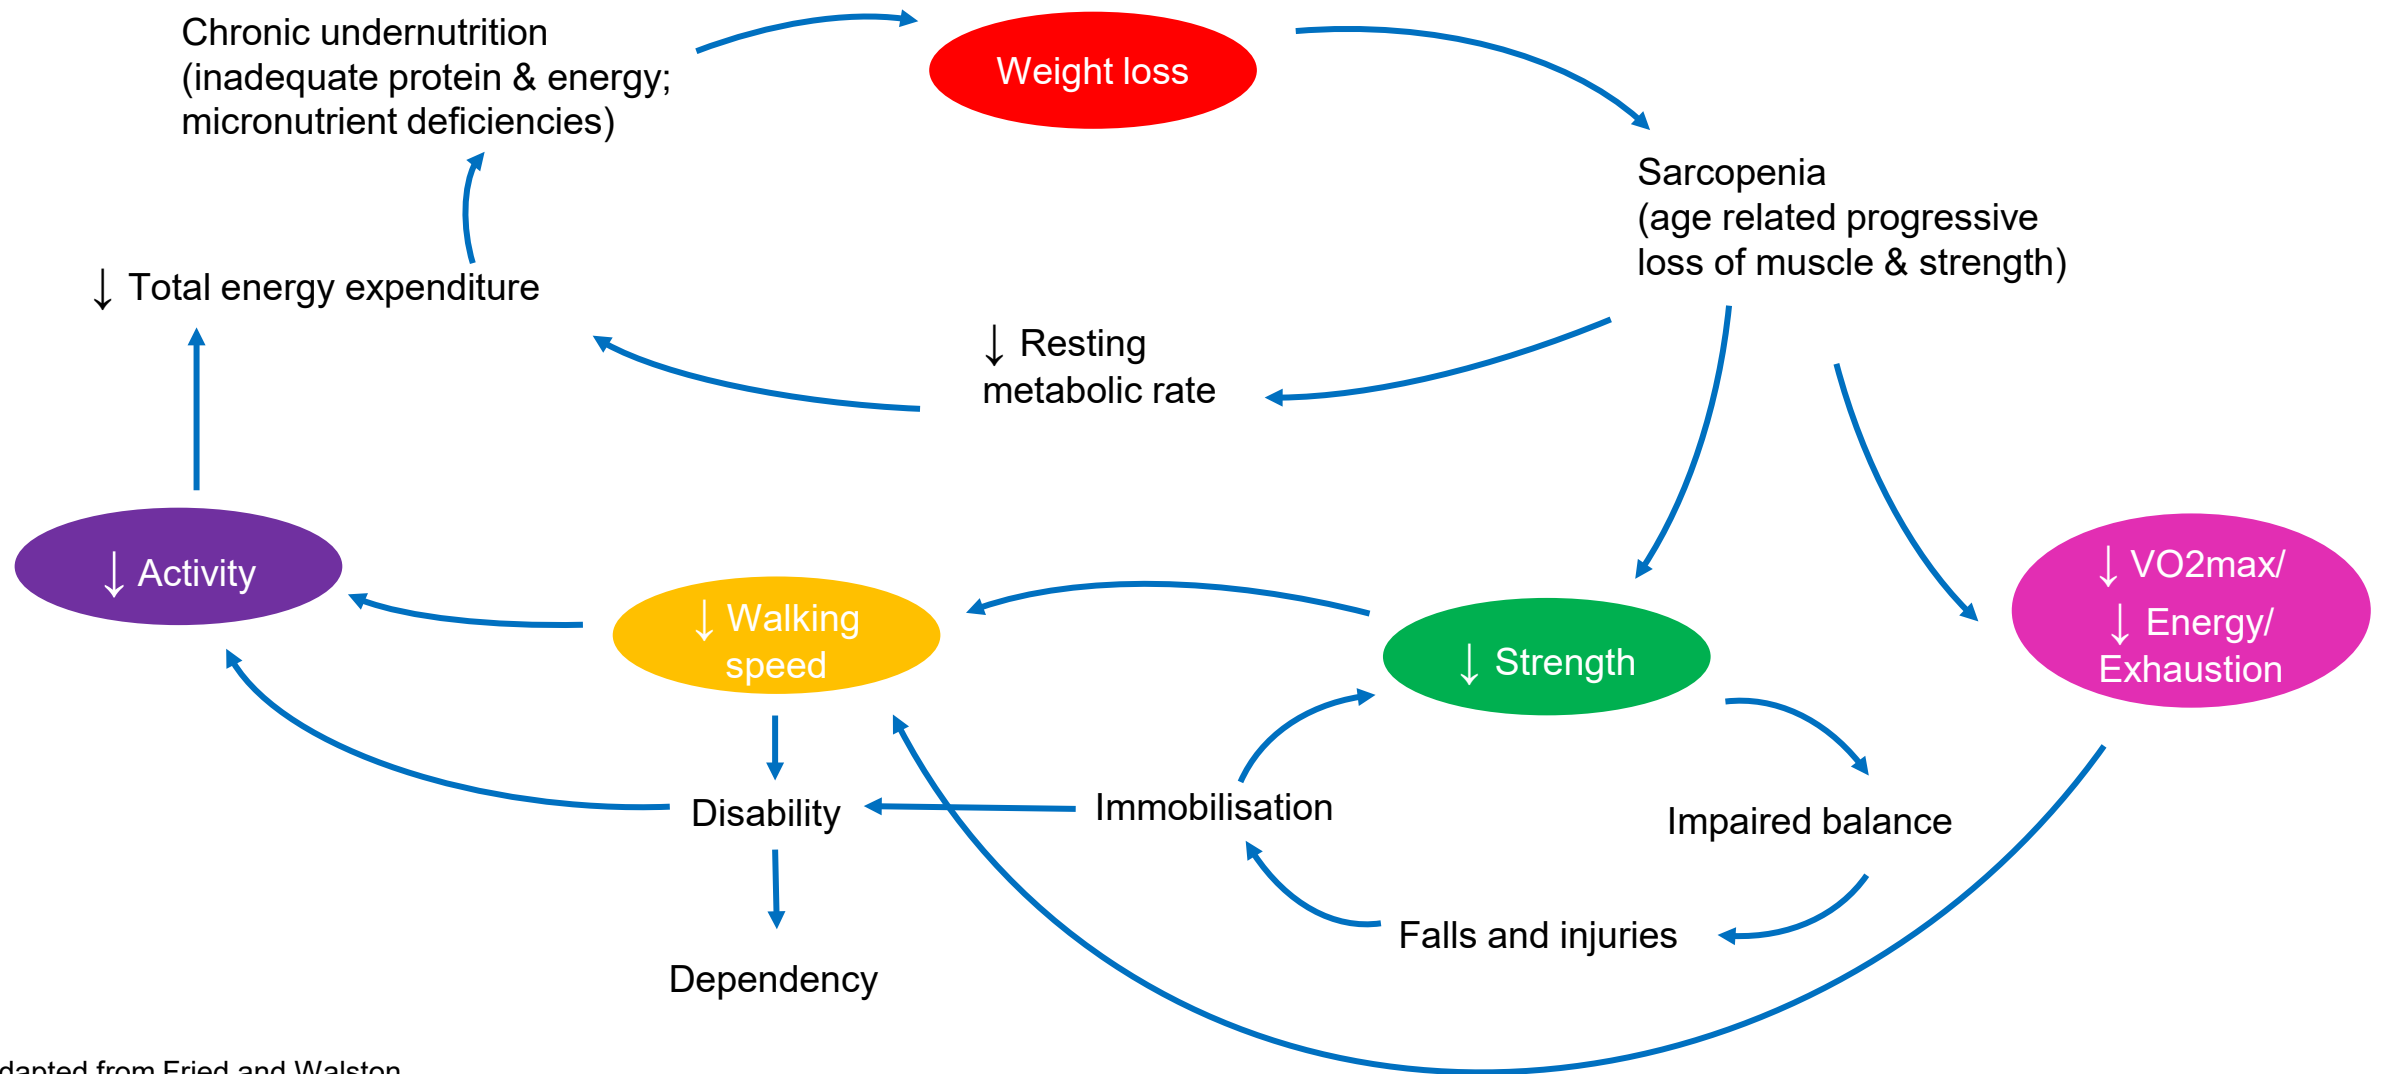 Chronic undernutrition
(inadequate protein & energy;
micronutrient deficiencies)
Weight loss
Sarcopenia
(age related progressive
loss of muscle & strength)
↓ Total energy expenditure
↓ Resting
metabolic rate
↓ Activity
↓ Walking
speed
↓ Strength
↓ VO2max/
↓ Energy/
Exhaustion
Disability
Immobilisation
Impaired balance
Falls and injuries
Dependency
dapted from Fried and Walston